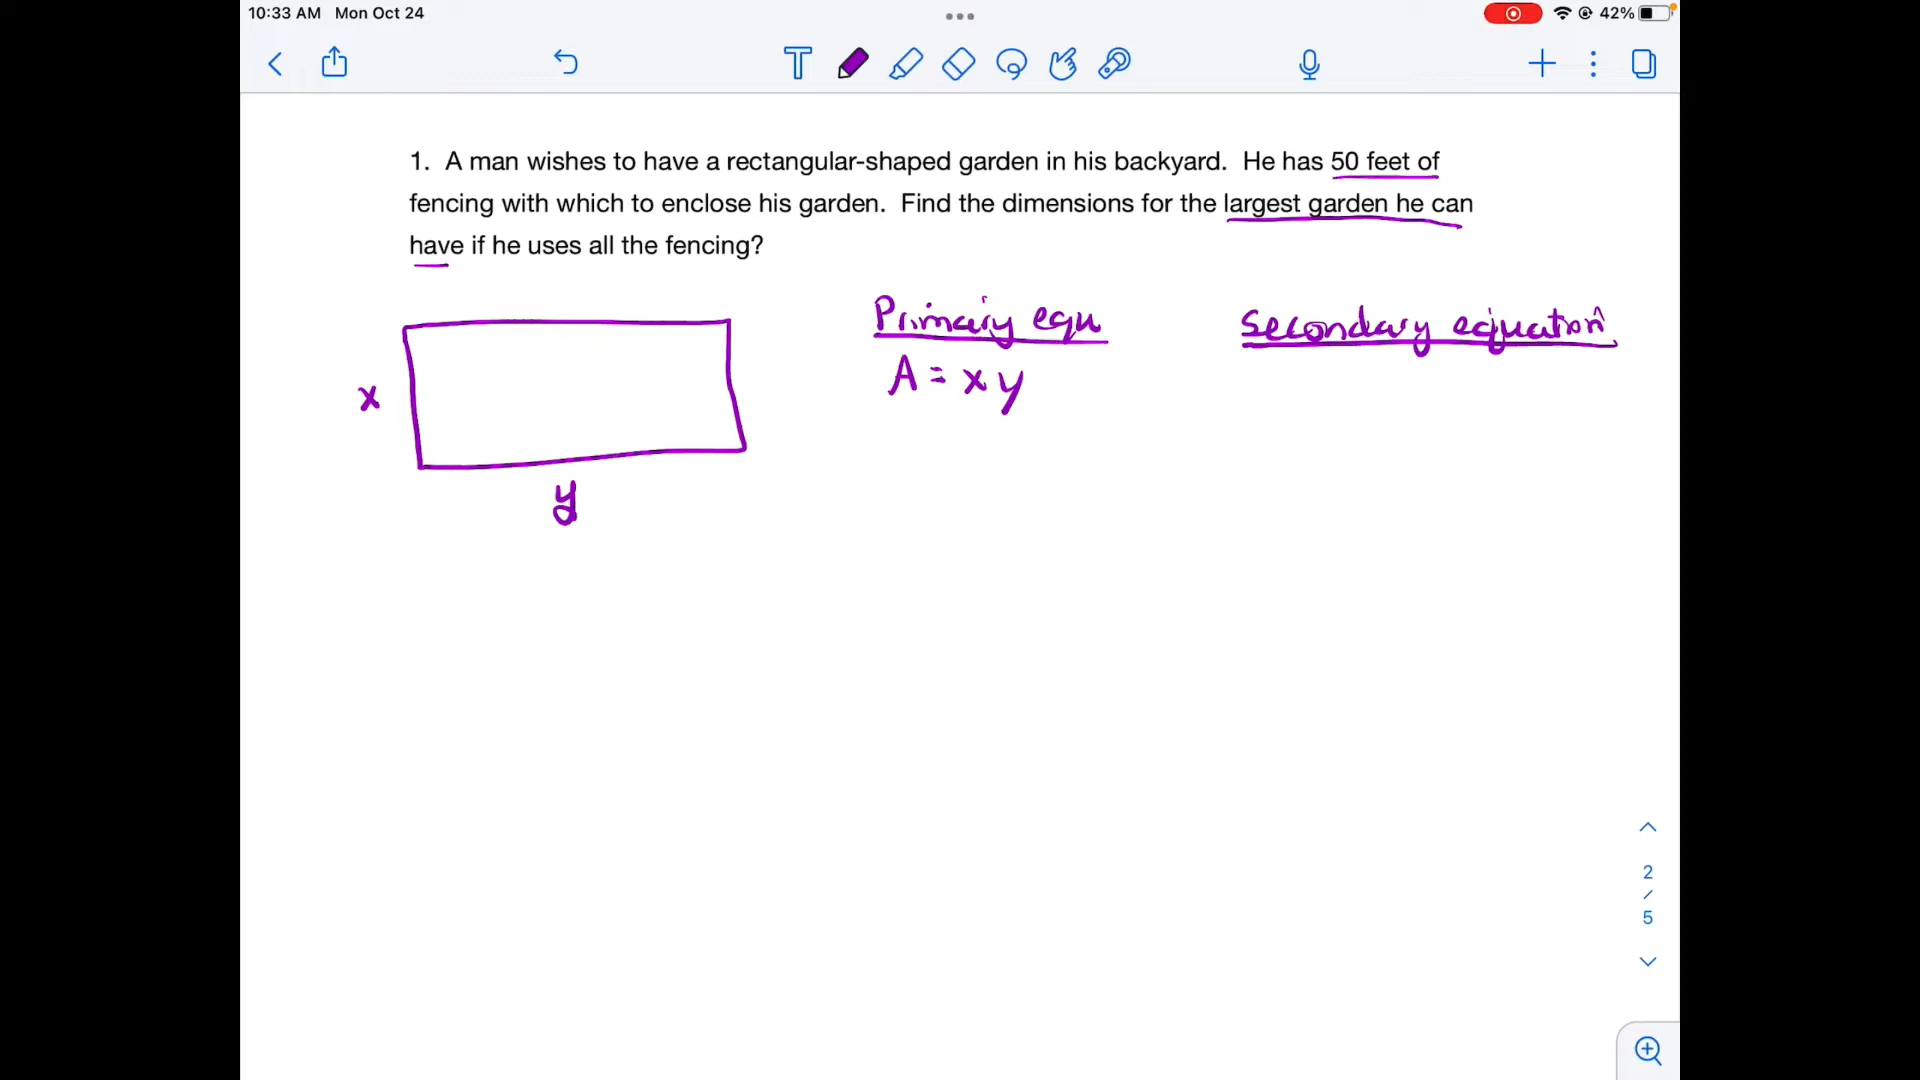 10:33 AM Mon Oct 24
42%
T
1. A man wishes to have a rectangular-shaped garden in his backyard. He has 50 feet of
fencing with which to enclose his garden. Find the dimensions for the largest garden he can
have if he uses all the fencing?
Primary equ
Secondary equation
A = xy
x
y
2
/
5